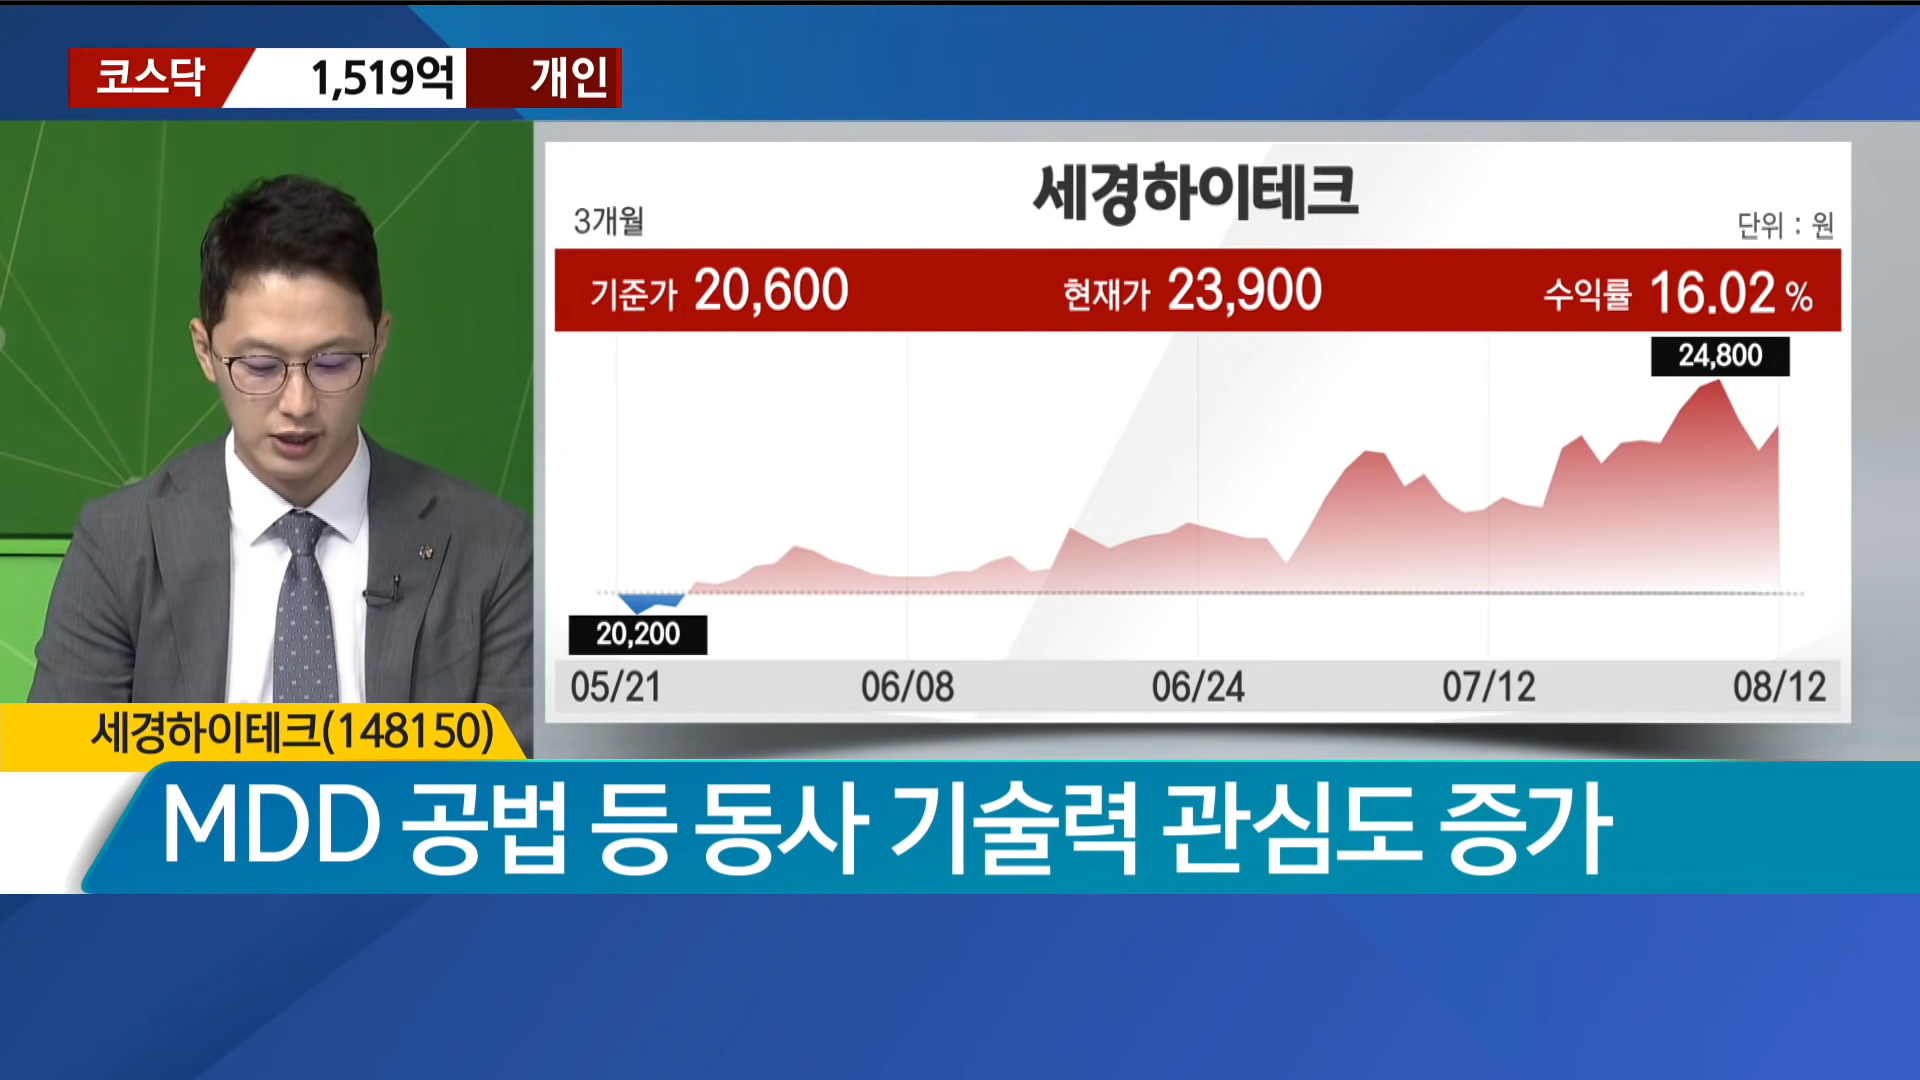 코스닥 1,519억 개인
세경하이테크
3개월
단위 : 원
기준가 20,600 현재가 23,900 수익률 16.02 %
24,800
20,200
05/21 06/08 06/24 07/12 08/12
세경하이테크(148150)
MDD 공법 등 동사 기술력 관심도 증가